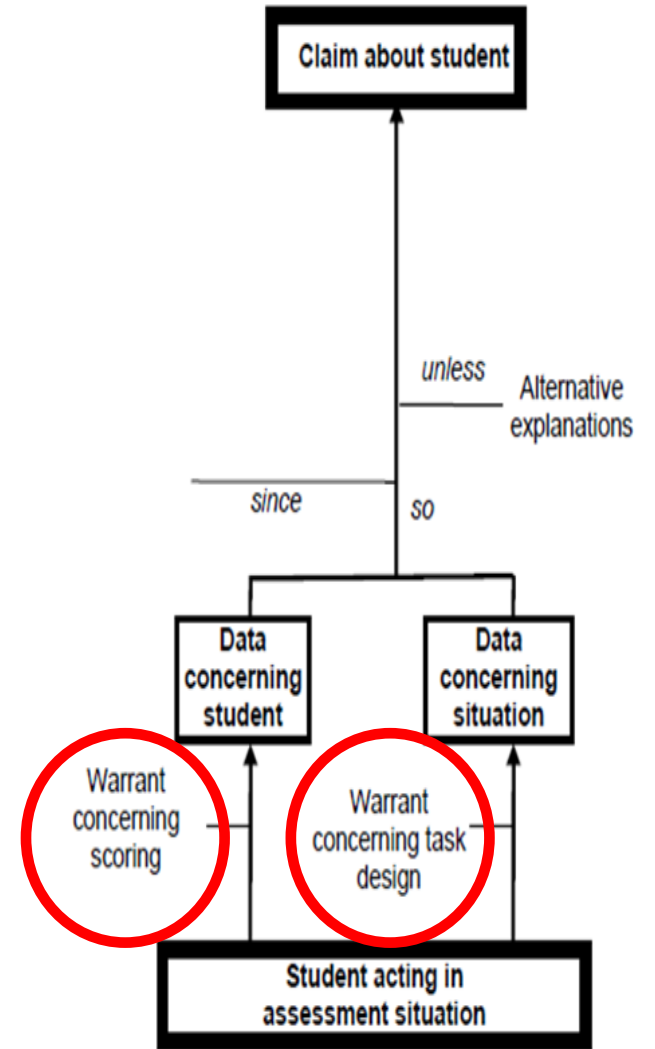 Claim about student
unless
Alternative
explanations
since
so
Data
concerning
student
Data
concerning
situation
Warrant
concerning
scoring
Warrant
concerning task
design
Student acting in
assessment situation